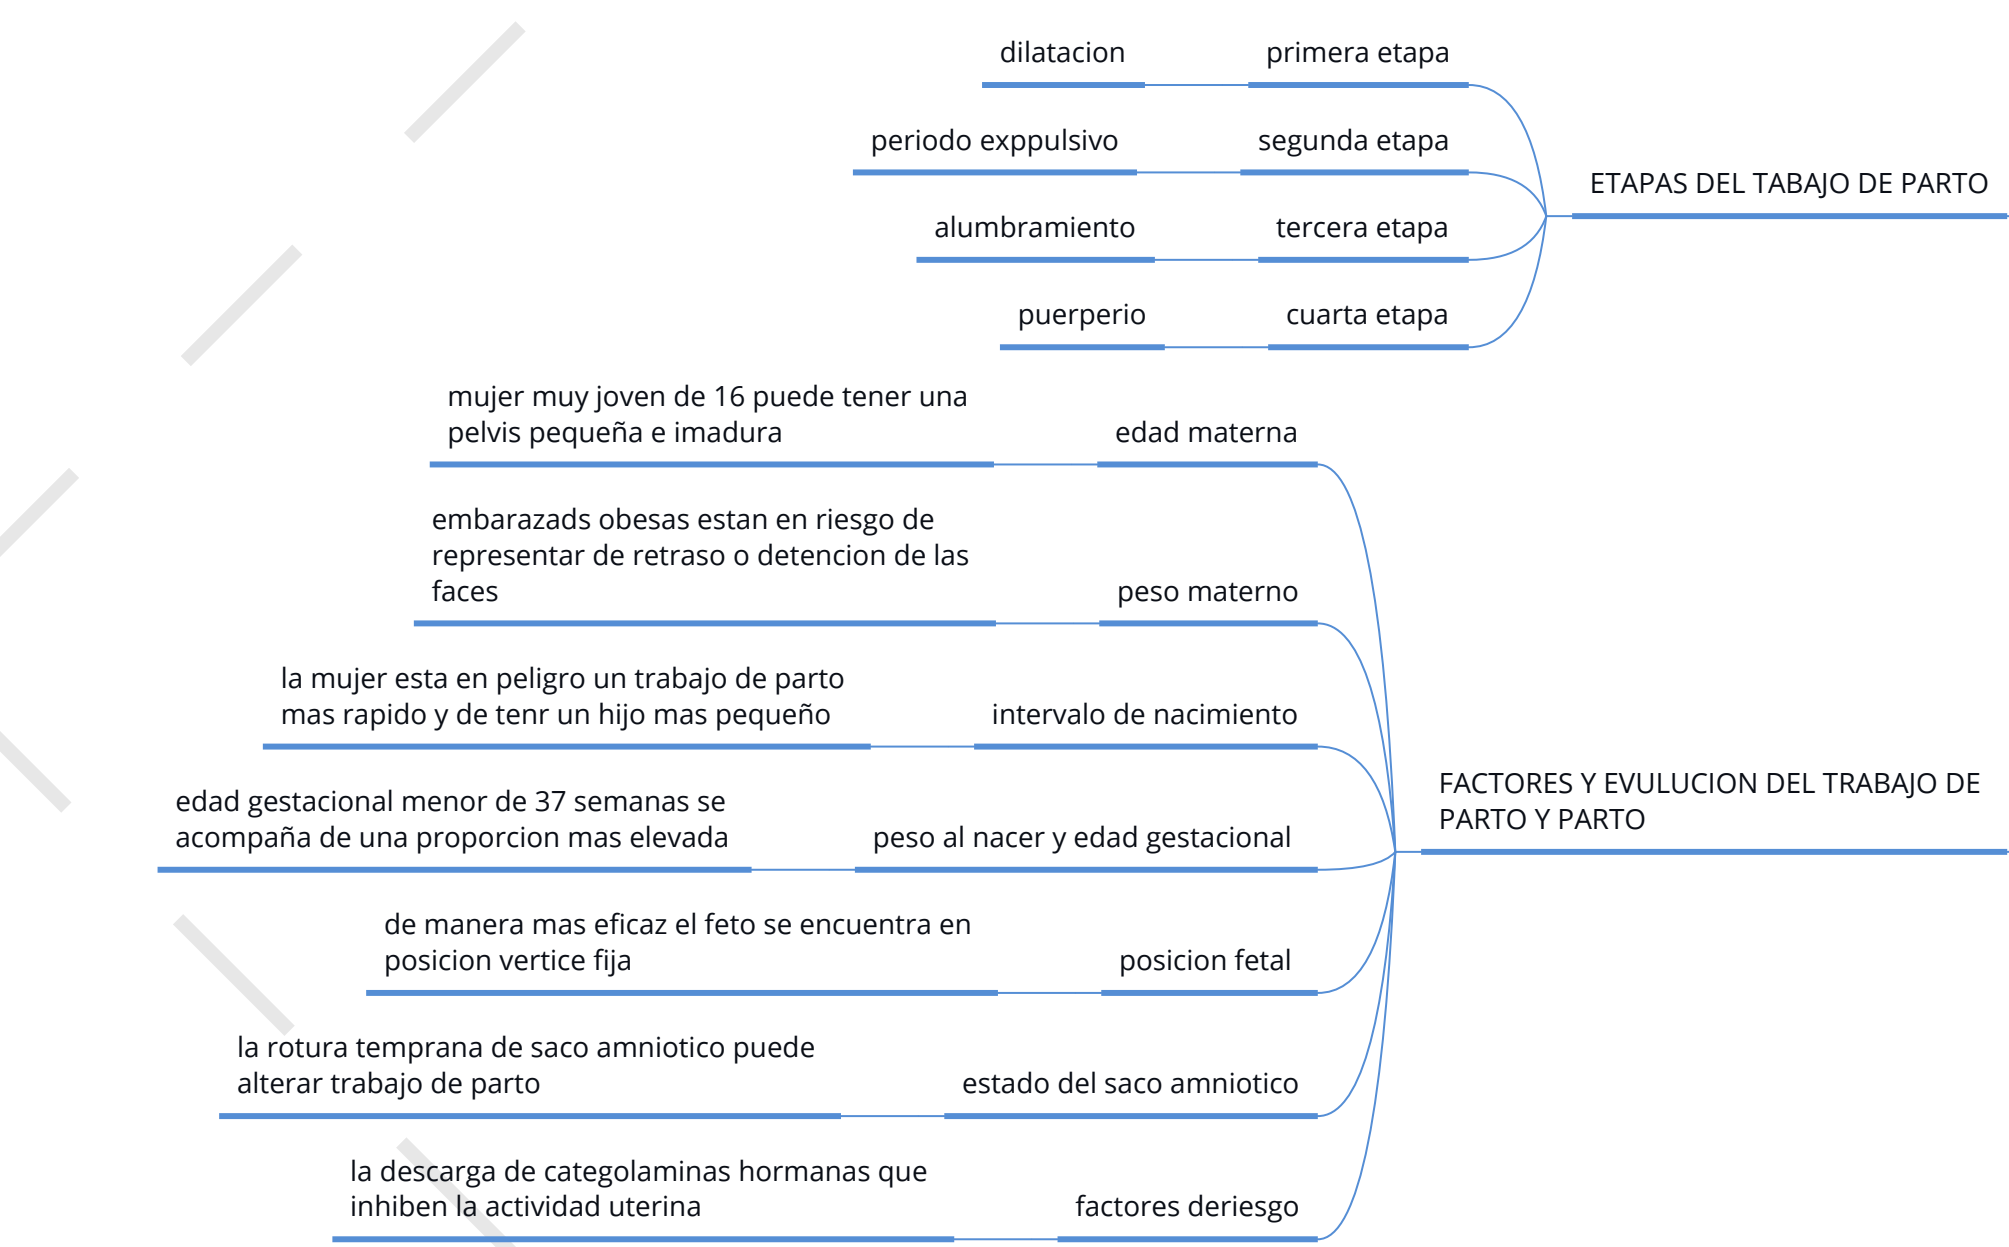 ETAPAS DEL TABAJO DE PARTO
primera etapa
dilatacion
segunda etapa
periodo exppulsivo
tercera etapa
alumbramiento
cuarta etapa
puerperio
FACTORES Y EVULUCION DEL TRABAJO DE
PARTO Y PARTO
edad materna
mujer muy joven de 16 puede tener una
pelvis pequeña e imadura
peso materno
embarazads obesas estan en riesgo de
representar de retraso o detencion de las
faces
intervalo de nacimiento
la mujer esta en peligro un trabajo de parto
mas rapido y de tenr un hijo mas pequeño
peso al nacer y edad gestacional
edad gestacional menor de 37 semanas se
acompaña de una proporcion mas elevada
posicion fetal
de manera mas eficaz el feto se encuentra en
posicion vertice fija
estado del saco amniotico
la rotura temprana de saco amniotico puede
alterar trabajo de parto
factores deriesgo
la descarga de categolaminas hormanas que
inhiben la actividad uterina